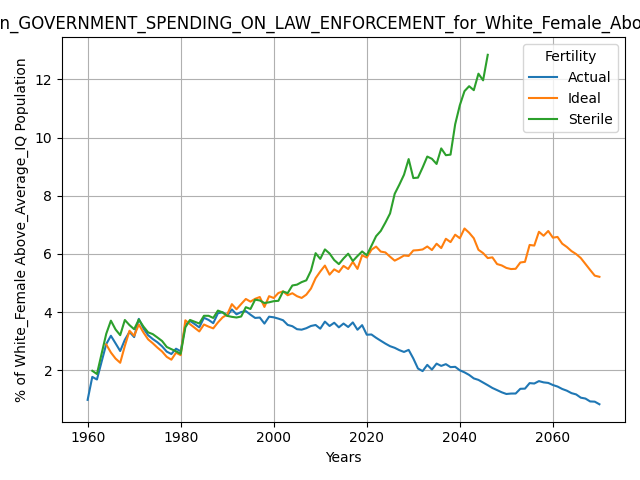 n_GOVERNMENT_SPENDING_ON_LAW_ENFORCEMENT_for_White_Female_Abo
Fertility
Actual
Ideal
Sterile
% of White_Female Above_Average_IQ Population
12
10
8
6
4
2
1960 1980 2000 2020 2040 2060
Years